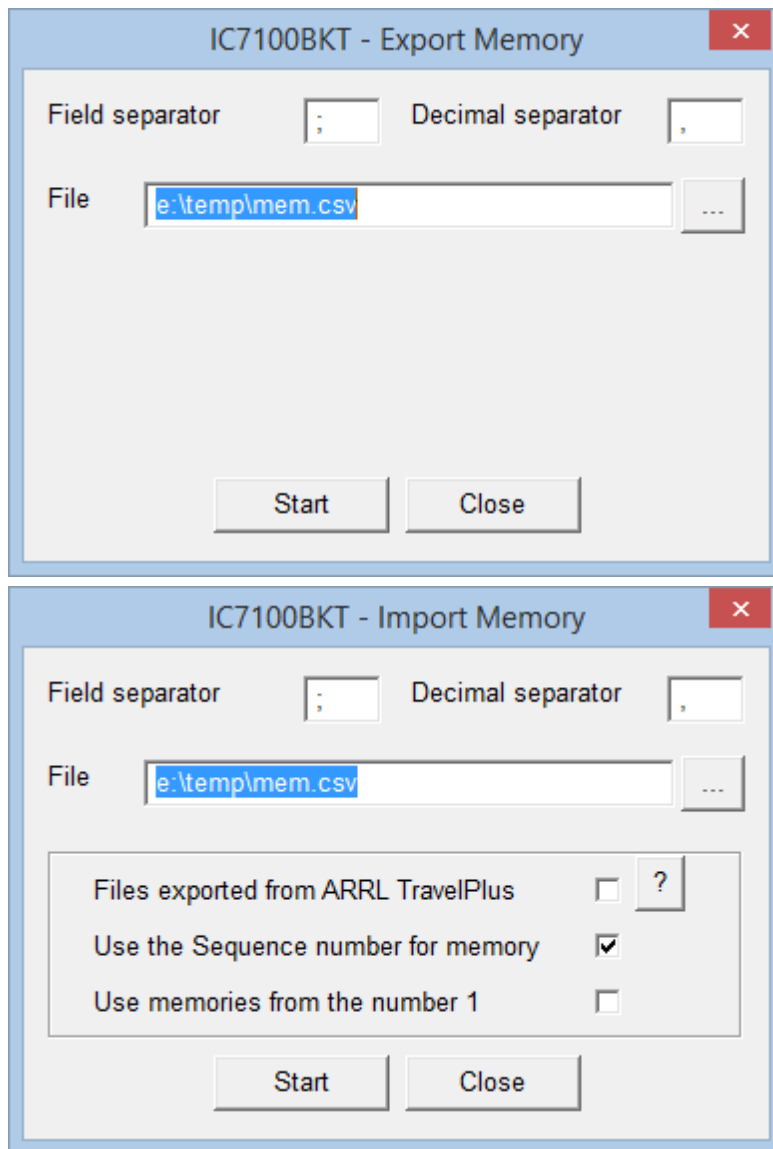 IC7100BKT - Export Memory
Field separator ; Decimal separator ,
File e:\temp\mem.csv ...
Start Close
IC7100BKT - Import Memory
Field separator ; Decimal separator ,
File e:\temp\mem.csv ...
Files exported from ARRL TravelPlus ?
Use the Sequence number for memory
Use memories from the number 1
Start Close